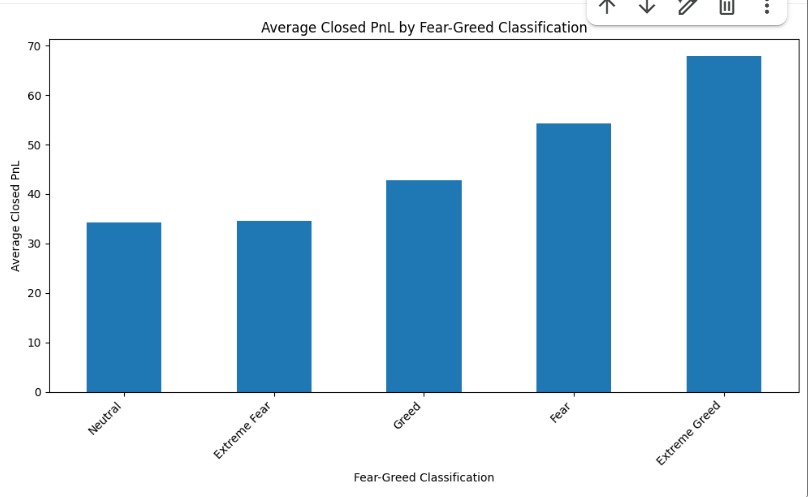 Average Closed PnL by Fear-Greed Classification
70
60
50
40
30
20
10
0
Average Closed PnL
Neutral
Extreme Fear
Greed
Fear
Extreme Greed
Fear-Greed Classification